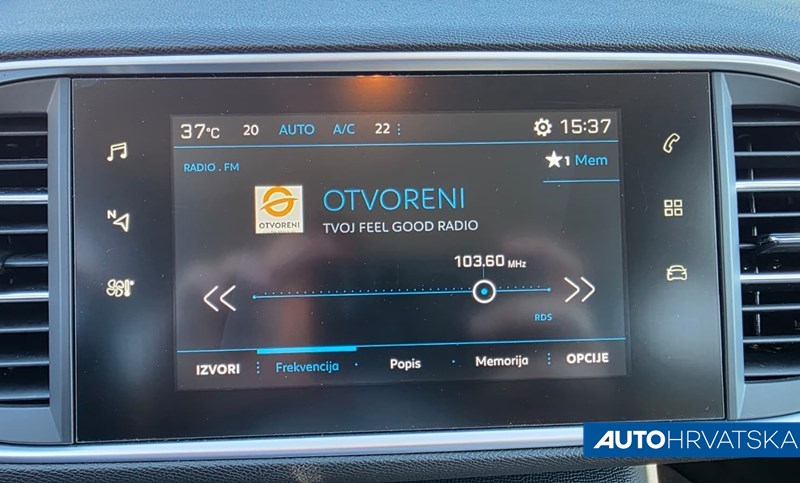 37°C 20 AUTO A/C 22 15:37
RADIO . FM
1 Mem
OTVORENI
OTVORENI
TVOJ FEEL GOOD RADIO
103.60 MHz
N
RDS
IZVORI Frekvencija Popis Memorija OPCIJE
AUTOHRVATSKA